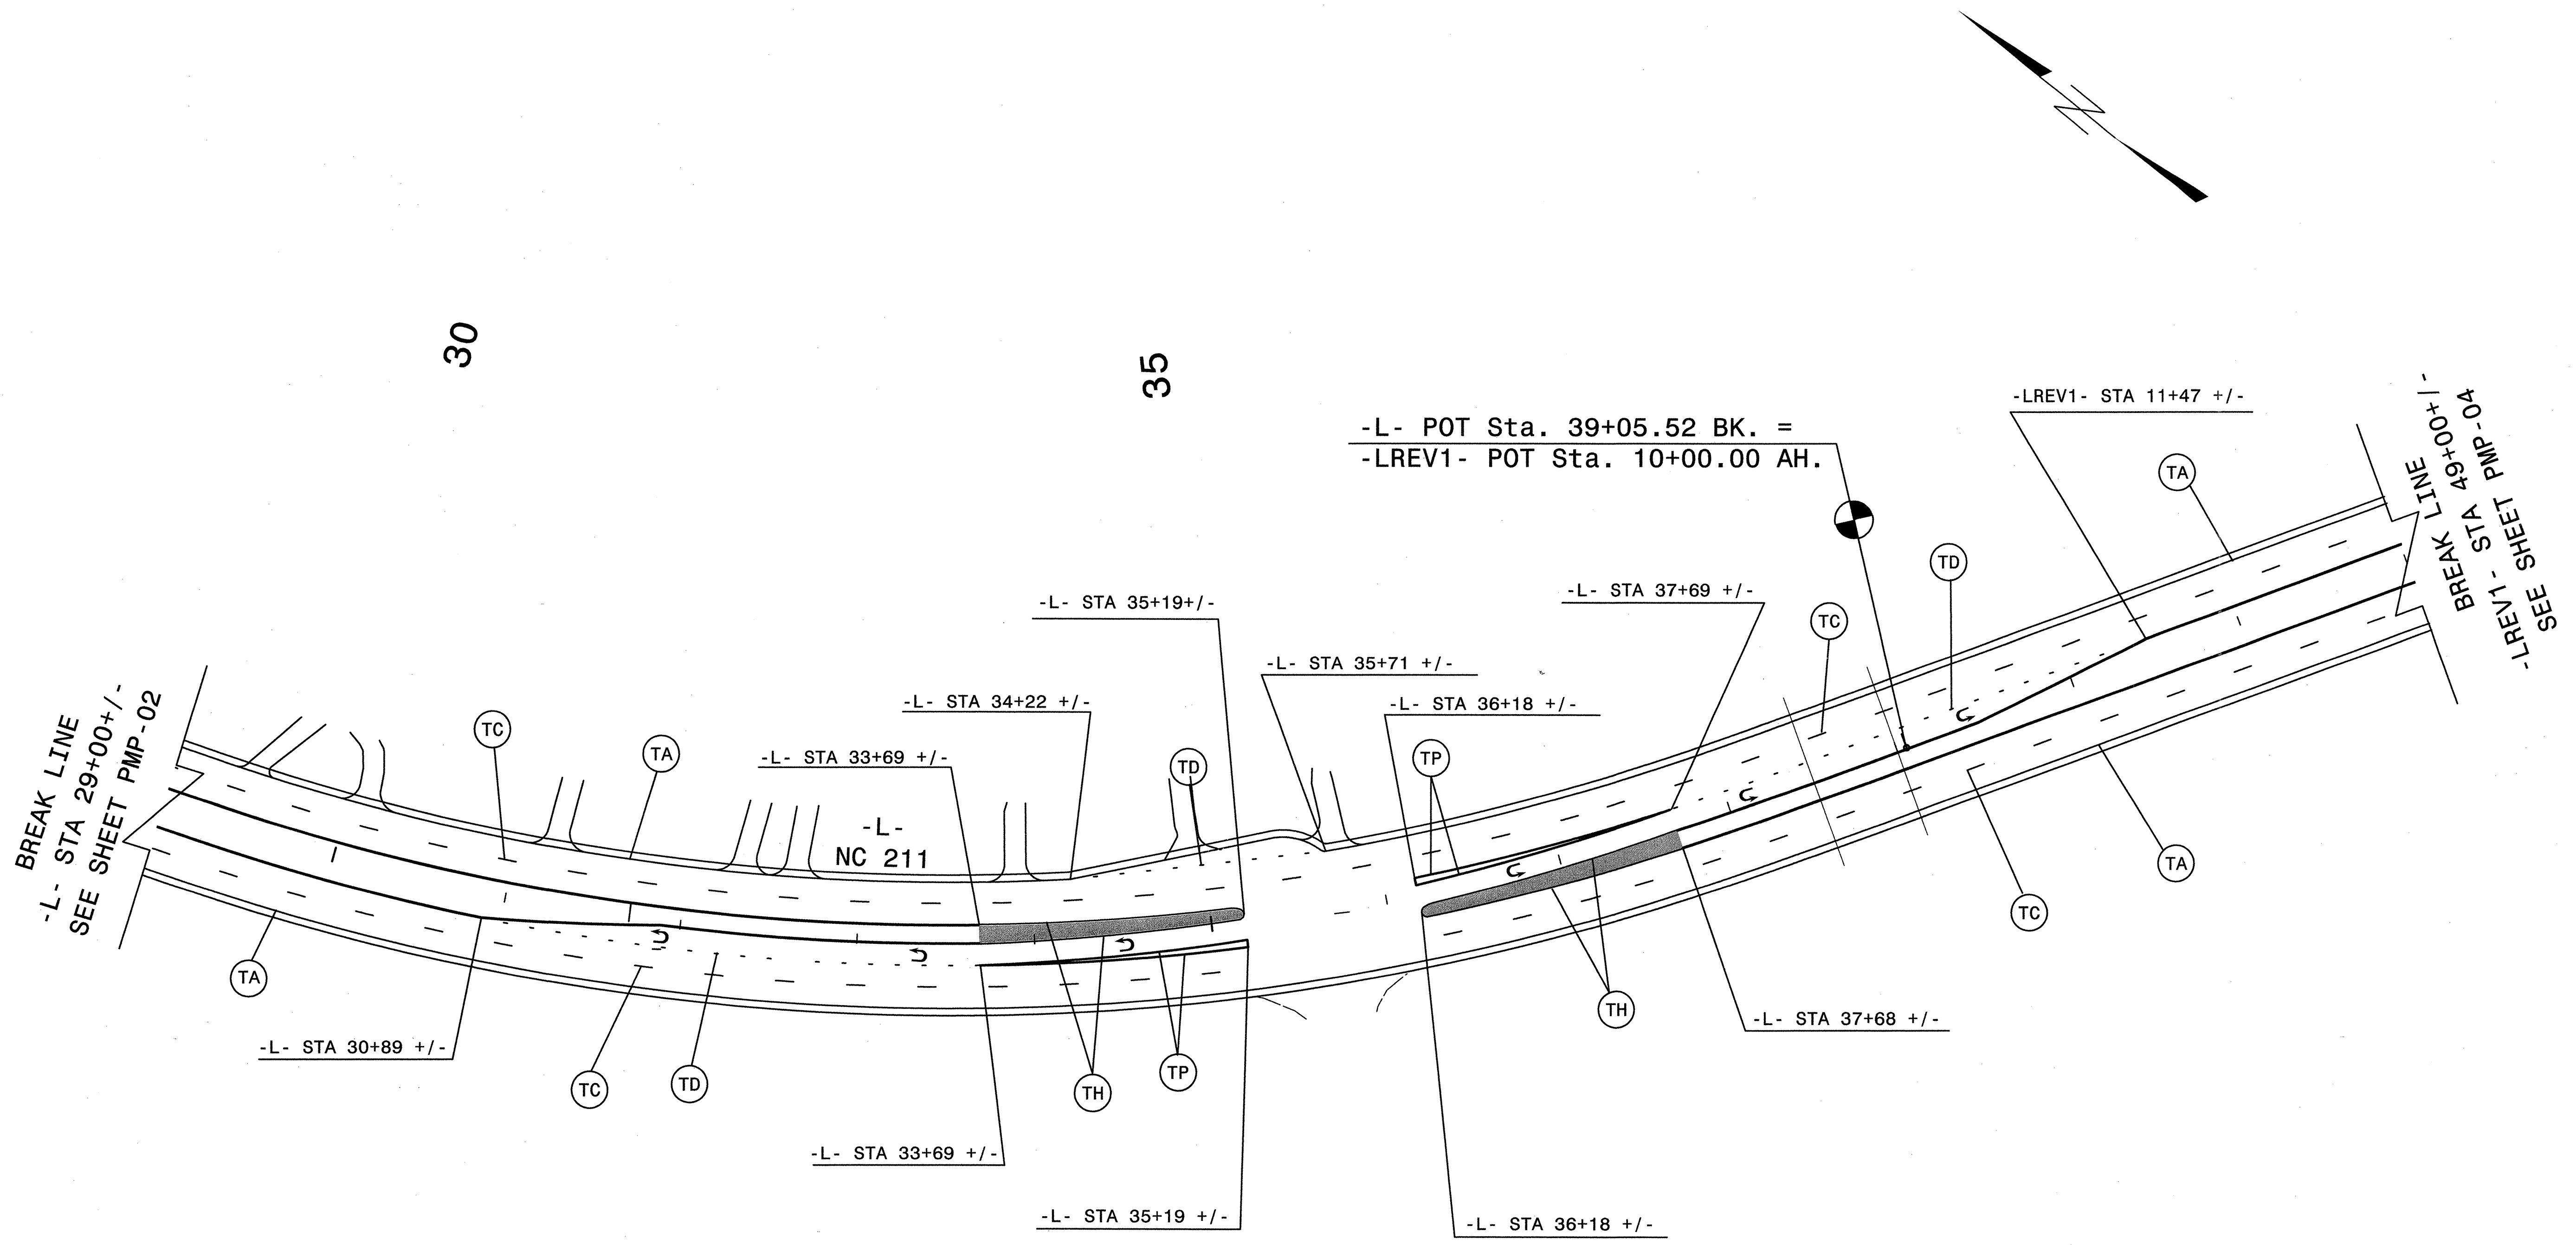 N
30
35
-L- POT Sta. 39+05.52 BK. =
-LREV1- POT Sta. 10+00.00 AH.
-LREV1- STA 11+47 +/-
BREAK LINE
-LREV1- STA 49+00+/-
SEE SHEET PMP-04
TA
TD
TC
-L- STA 37+69 +/-
-L- STA 35+19+/-
-L- STA 35+71 +/-
-L- STA 36+18 +/-
-L- STA 34+22 +/-
-L- STA 33+69 +/-
TP
TD
TC
TA
BREAK LINE
-L- STA 29+00+/-
SEE SHEET PMP-02
-L-
NC 211
TA
TC
TA
TH
-L- STA 37+68 +/-
-L- STA 30+89 +/-
TC
TD
TH
TP
-L- STA 33+69 +/-
-L- STA 35+19 +/-
-L- STA 36+18 +/-